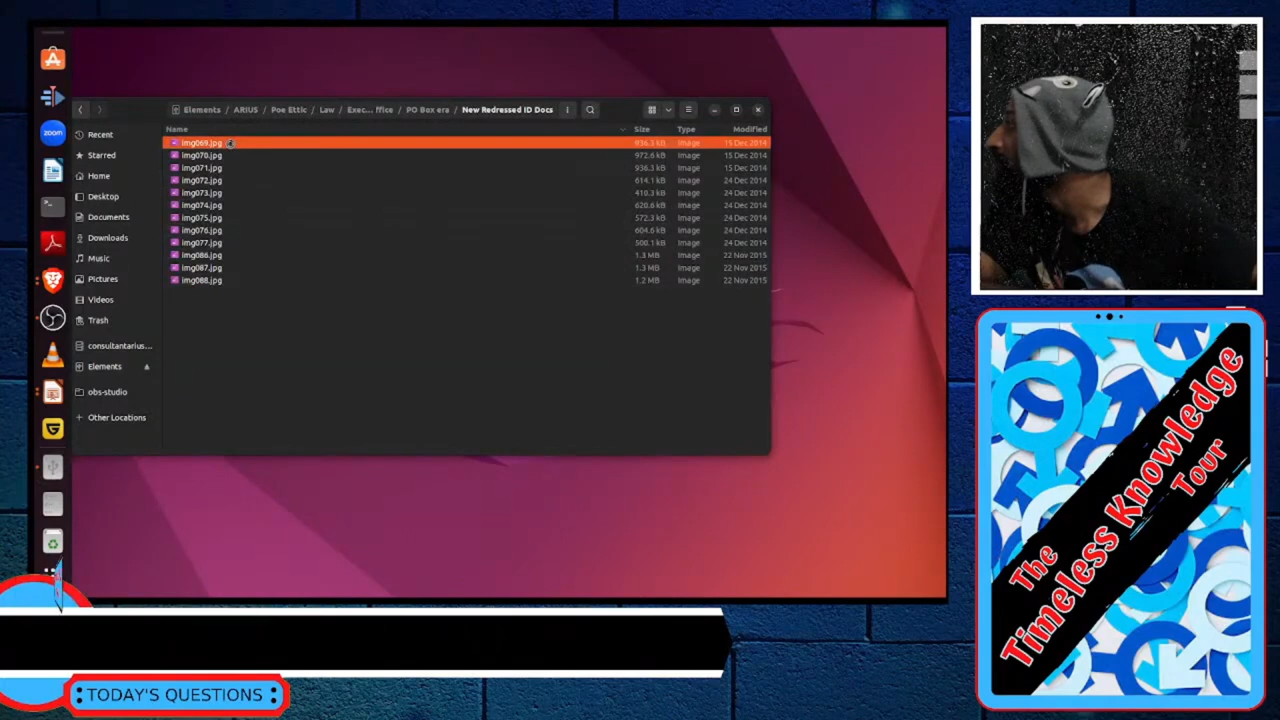 Elements / ARIUS / Poe Ettic / Law / Exec... ffice / PO Box era / New Redressed ID Docs
Name Size Type Modified
Recent
Starred
Home
Desktop
Documents
Downloads
Music
Pictures
Videos
Trash
consultantarius...
Elements
obs-studio
+ Other Locations
img069.jpg 936.3 kB Image 15 Dec 2014
img070.jpg 972.6 kB Image 15 Dec 2014
img071.jpg 936.3 kB Image 15 Dec 2014
img072.jpg 614.1 kB Image 24 Dec 2014
img073.jpg 410.3 kB Image 24 Dec 2014
img074.jpg 620.6 kB Image 24 Dec 2014
img075.jpg 572.3 kB Image 24 Dec 2014
img076.jpg 604.6 kB Image 24 Dec 2014
img077.jpg 500.1 kB Image 24 Dec 2014
img086.jpg 1.3 MB Image 22 Nov 2015
img087.jpg 1.3 MB Image 22 Nov 2015
img088.jpg 1.2 MB Image 22 Nov 2015
zoom
The
Timeless Knowledge
Tour
TODAY'S QUESTIONS